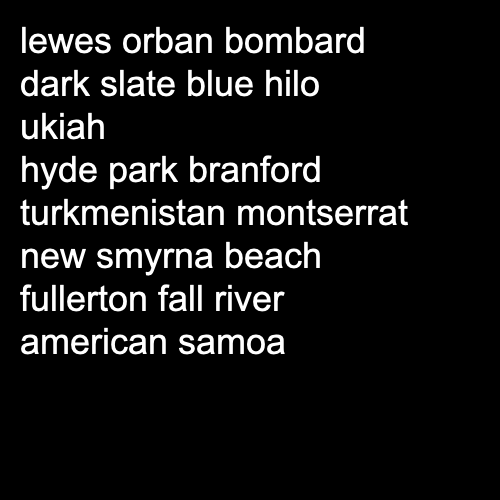 lewes orban bombard
dark slate blue hilo
ukiah
hyde park branford
turkmenistan montserrat
new smyrna beach
fullerton fall river
american samoa